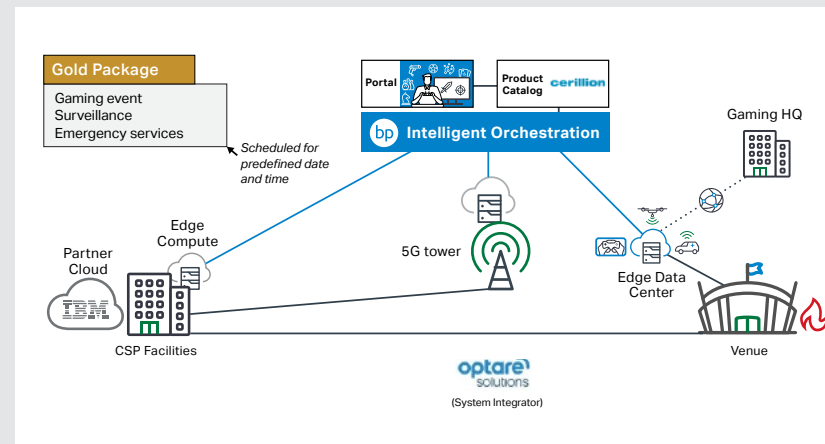 Gold Package
Gaming event
Surveillance
Emergency services
Scheduled for
predefined date
and time
Portal
Product
Catalog
cerillion
bp Intelligent Orchestration
Gaming HQ
Edge
Compute
Partner
Cloud
IBM
5G tower
Edge Data
Center
CSP Facilities
Venue
optare
solutions
(System Integrator)